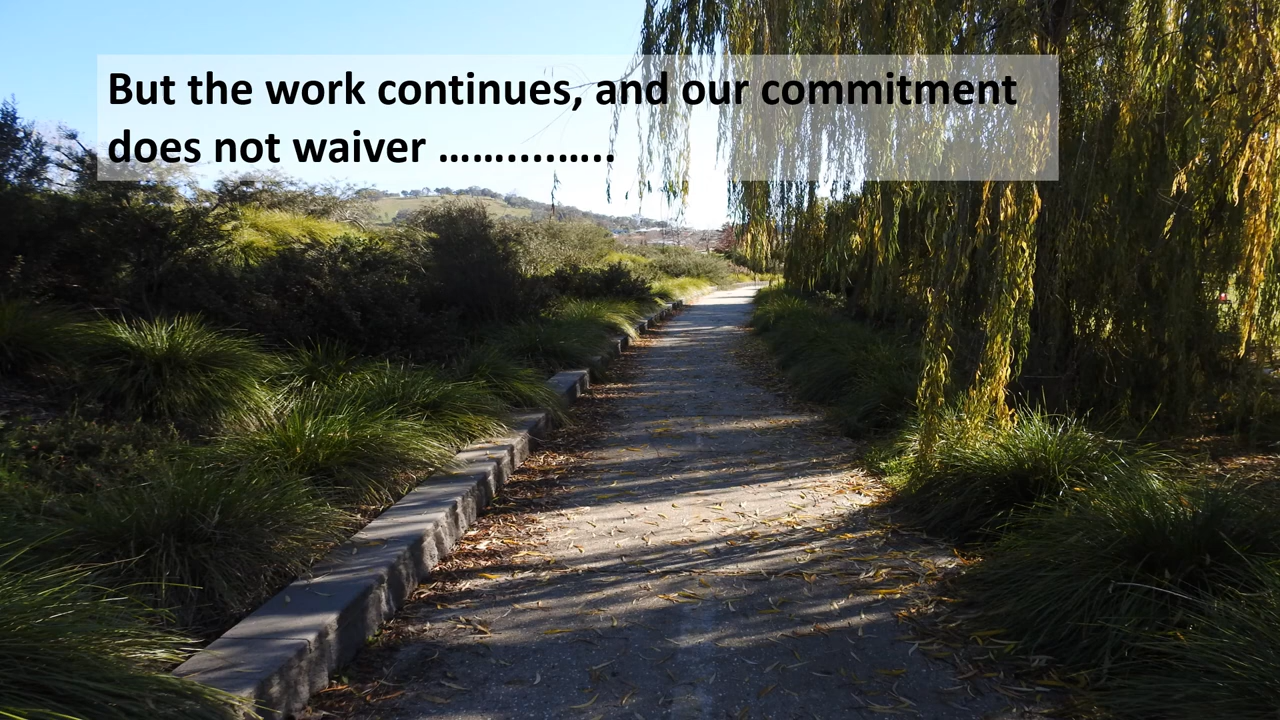 But the work continues, and our commitment
does not waiver ……..…….